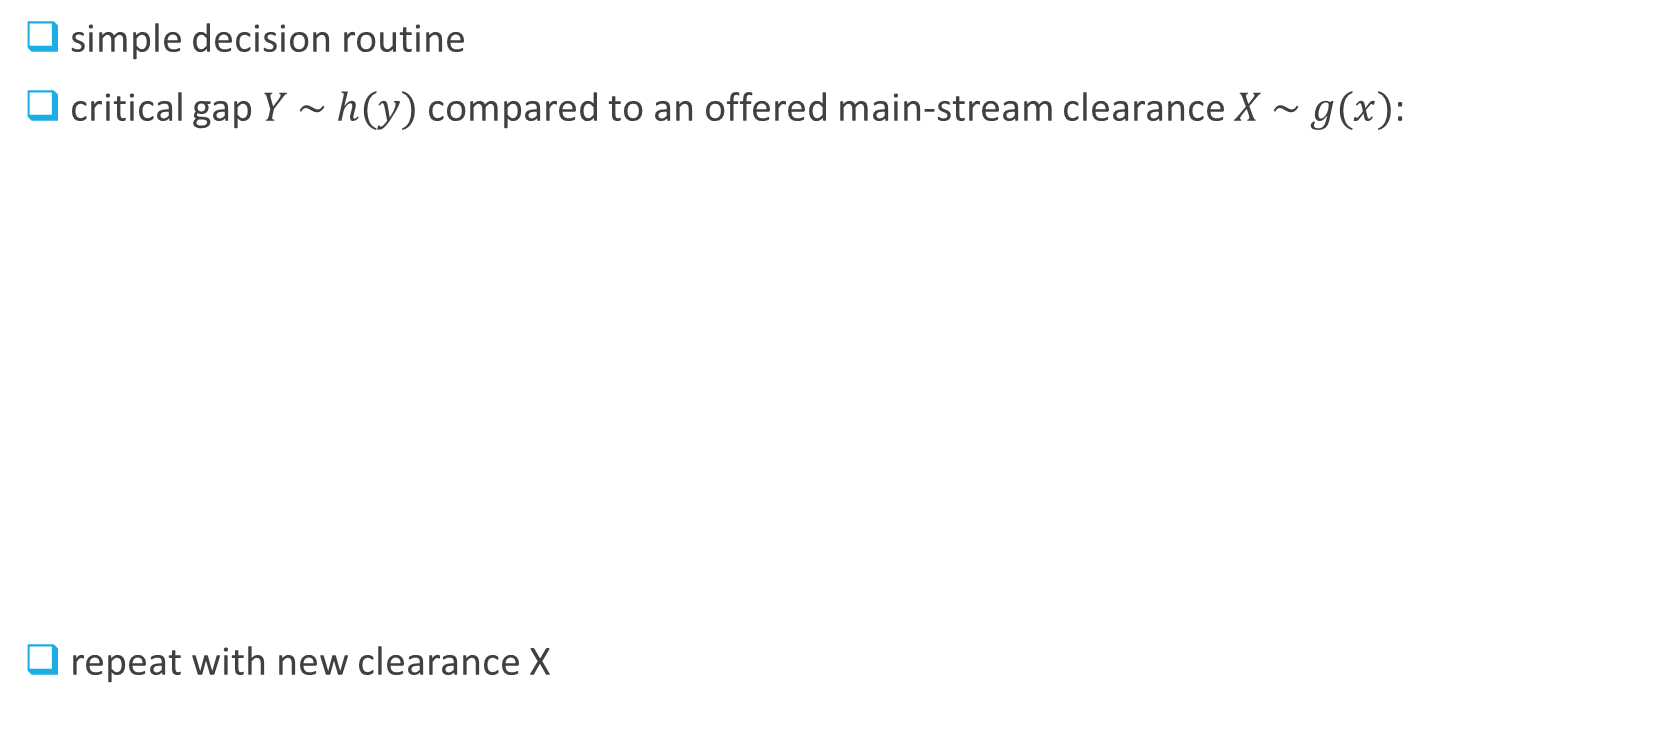 ❑ simple decision routine
❑ critical gap 𝑌 ~ ℎ(𝑦) compared to an offered main-stream clearance 𝑋 ~ 𝑔(𝑥):
❑ repeat with new clearance X